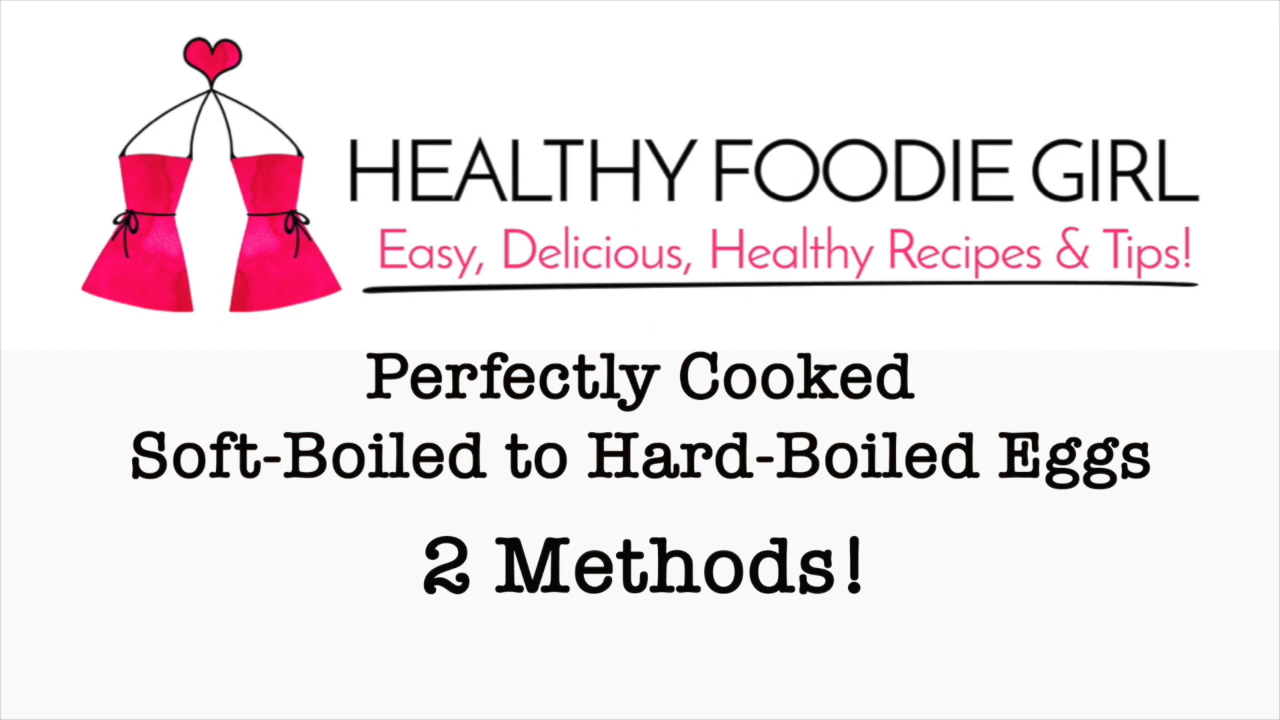 HEALTHY FOODIE GIRL
Easy, Delicious, Healthy Recipes & Tips!
Perfectly Cooked
Soft-Boiled to Hard-Boiled Eggs
2 Methods!